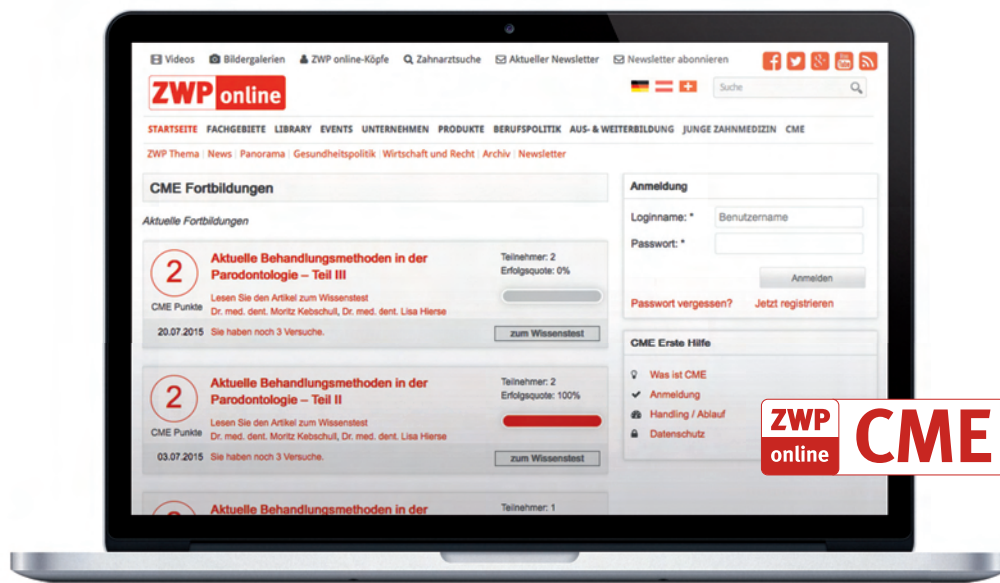 Videos Bildergalerien ZWP online-Köpfe Zahnarztsuche Aktueller Newsletter Newsletter abonnieren
ZWP online
Suche
STARTSEITE FACHGEBIETE LIBRARY EVENTS UNTERNEHMEN PRODUKTE BERUFSPOLITIK AUS- & WEITERBILDUNG JUNGE ZAHNMEDIZIN CME
ZWP Thema | News | Panorama | Gesundheitspolitik | Wirtschaft und Recht | Archiv | Newsletter
CME Fortbildungen
Aktuelle Fortbildungen
2
CME Punkte
Aktuelle Behandlungsmethoden in der
Parodontologie – Teil III
Lesen Sie den Artikel zum Wissenstest
Dr. med. dent. Moritz Kebschull, Dr. med. dent. Lisa Hierse
Teilnehmer: 2
Erfolgsquote: 0%
20.07.2015 Sie haben noch 3 Versuche.
zum Wissenstest
2
CME Punkte
Aktuelle Behandlungsmethoden in der
Parodontologie – Teil II
Lesen Sie den Artikel zum Wissenstest
Dr. med. dent. Moritz Kebschull, Dr. med. dent. Lisa Hierse
Teilnehmer: 2
Erfolgsquote: 100%
03.07.2015 Sie haben noch 3 Versuche.
zum Wissenstest
Aktuelle Behandlungsmethoden in der
Teilnehmer: 1
Anmeldung
Loginname: * Benutzername
Passwort: *
Anmelden
Passwort vergessen? Jetzt registrieren
CME Erste Hilfe
Was ist CME
Anmeldung
Handling / Ablauf
Datenschutz
ZWP
online
CME